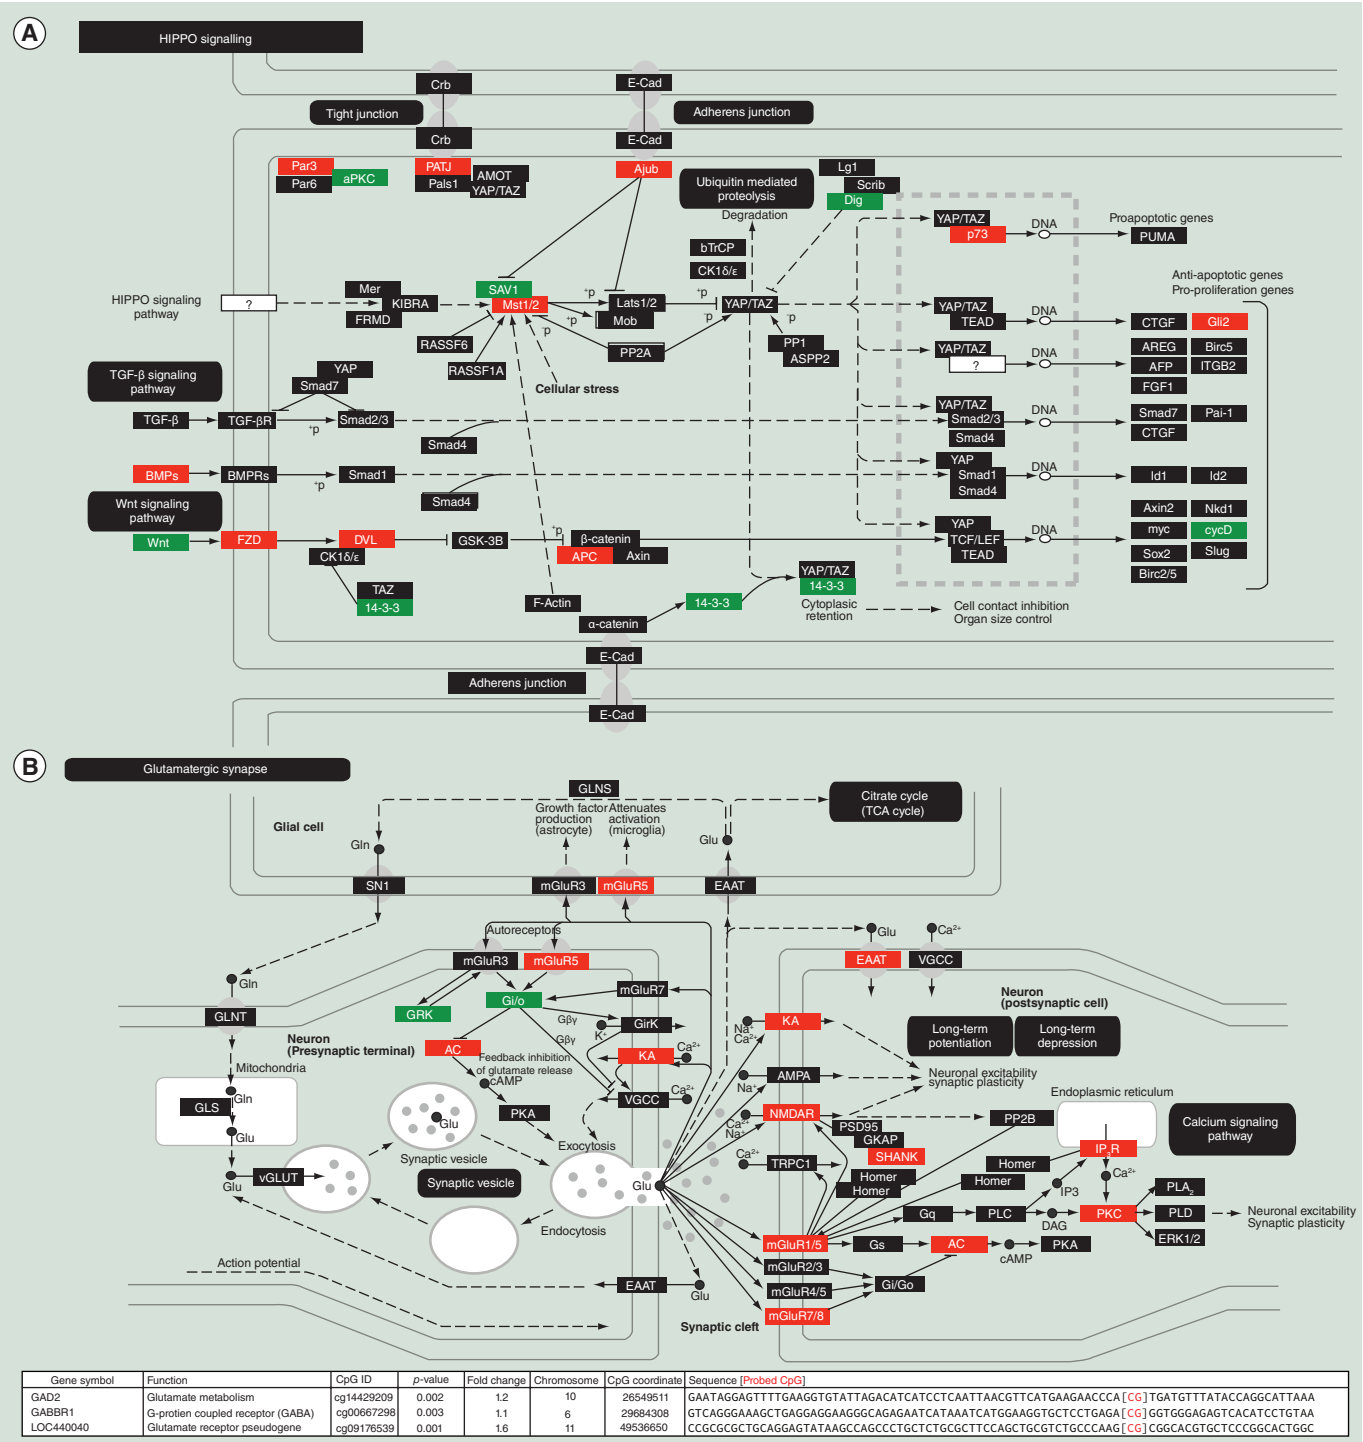 A
HIPPO signalling
Crb
E-Cad
Tight junction
Adherens junction
Crb
E-Cad
Par3
aPKC
Par6
PATJ
Pals1
AMOT
YAP/TAZ
Ajub
Ubiquitin mediated
proteolysis
Degradation
Lg1
Scrib
Dig
bTrCP
CK1δ/ε
YAP/TAZ
p73
DNA
Proapoptotic genes
PUMA
HIPPO signaling
pathway
?
Mer
KIBRA
FRMD
SAV1
Mst1/2
+p
Lats1/2
Mob
+p
-p
+p
-p
YAP/TAZ
-p
RASSF6
RASSF1A
PP2A
PP1
ASPP2
Cellular stress
Anti-apoptotic genes
Pro-proliferation genes
YAP/TAZ
TEAD
DNA
CTGF
Gli2
YAP/TAZ
?
DNA
AREG
Birc5
AFP
ITGB2
FGF1
TGF-β signaling
pathway
YAP
Smad7
TGF-β
TGF-βR
+p
Smad2/3
Smad4
YAP/TAZ
Smad2/3
Smad4
DNA
Smad7
Pai-1
CTGF
BMPs
BMPRs
+p
Smad1
Smad4
YAP
Smad1
Smad4
DNA
Id1
Id2
Wnt signaling
pathway
Wnt
FZD
DVL
CK1δ/ε
TAZ
14-3-3
GSK-3B
+p
β-catenin
APC
Axin
YAP
TCF/LEF
TEAD
DNA
Axin2
Nkd1
myc
cycD
Sox2
Slug
Birc2/5
F-Actin
α-catenin
14-3-3
YAP/TAZ
14-3-3
Cytoplasic
retention
Cell contact inhibition
Organ size control
E-Cad
Adherens junction
E-Cad
B
Glutamatergic synapse
GLNS
Glial cell
Growth factor
production
(astrocyte)
Attenuates
activation
(microglia)
Citrate cycle
(TCA cycle)
Gln
Glu
SN1
mGluR3
mGluR5
EAAT
Autoreceptors
mGluR3
mGluR5
Glu
Ca2+
EAAT
VGCC
Gln
GLNT
GRK
Gi/o
mGluR7
Neuron
(postsynaptic cell)
Neuron
(Presynaptic terminal)
AC
Gβγ
Gβγ
K+
GirK
KA
Ca2+
Feedback inhibition
of glutamate release
cAMP
PKA
VGCC
Ca2+
Na+
Ca2+
KA
Long-term
potentiation
Long-term
depression
Mitochondria
Gln
GLS
Glu
Na+
AMPA
Neuronal excitability
synaptic plasticity
Endoplasmic reticulum
Ca2+
Na+
NMDAR
PSD95
GKAP
SHANK
PP2B
Calcium signaling
pathway
Glu
Synaptic vesicle
Exocytosis
Ca2+
TRPC1
Homer
Homer
Homer
Homer
IP3R
Ca2+
IP3
Glu
vGLUT
Synaptic vesicle
Glu
Endocytosis
Gq
PLC
DAG
PKC
PLA2
PLD
ERK1/2
Neuronal excitability
Synaptic plasticity
mGluR1/5
Gs
AC
cAMP
PKA
mGluR2/3
mGluR4/5
Gi/Go
mGluR7/8
Action potential
EAAT
Glu
Synaptic cleft
Gene symbol Function CpG ID p-value Fold change Chromosome CpG coordinate Sequence [Probed CpG]
GAD2 Glutamate metabolism cg14429209 0.002 1.2 10 26549511 GAATAGGAGTTTTGAAGGTGTATTAGACATCATCCTCAATTAACGTTCATGAAGAACCCA[CG]TGATGTTTATACCAGGCATTAAA
GABBR1 G-protien coupled receptor (GABA) cg00667298 0.003 1.1 6 29684308 GTCAGGGAAAGCTGAGGAGGAAGGGCAGAGAATCATAAATCATGGAAGGTGCTCCTGAGA[CG]GGTGGGAGAGTCACATCCTGTAA
LOC440040 Glutamate receptor pseudogene cg09176539 0.001 1.6 11 49536650 CCGCGCGCTGCAGGAGTATAAGCCAGCCCTGCTCTGCGCTTCCAGCTGCGTCTGCCCAAG[CG]CGGCACGTGCTCCCGGCACTGGC